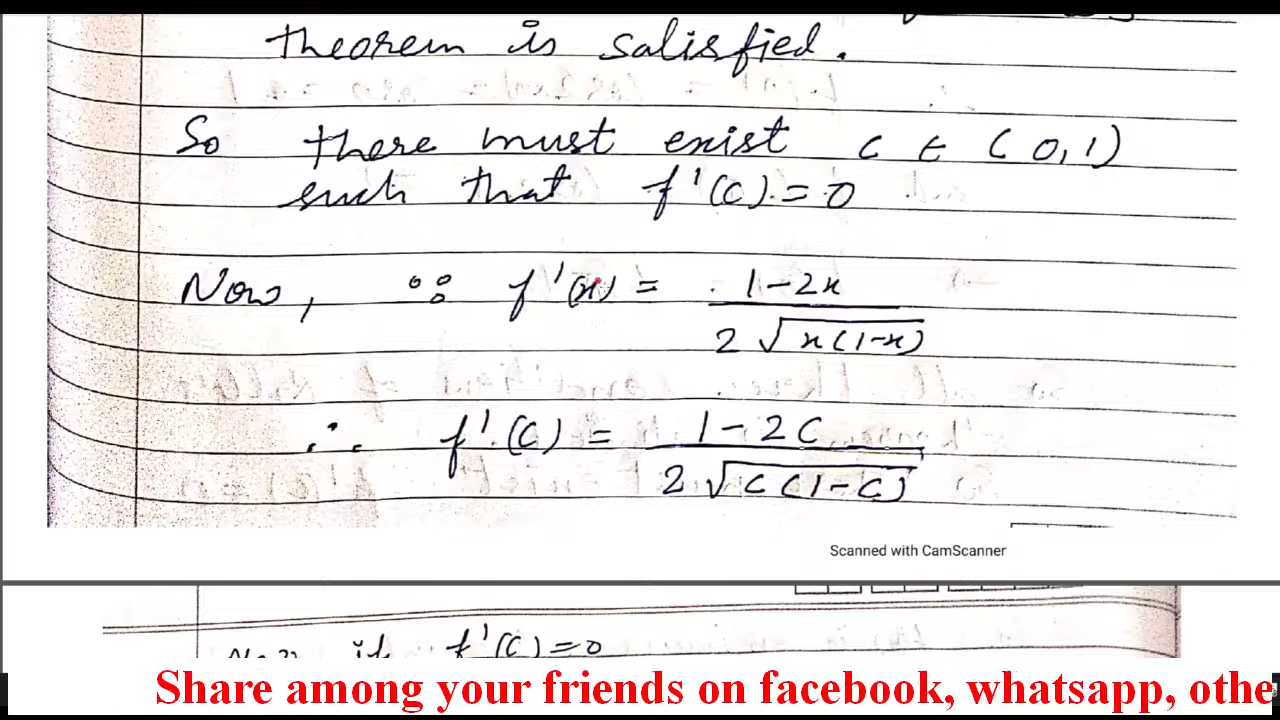 theorem is satisfied.
So there must exist c ∈ (0,1)
such that f'(c) = 0
Now, ∵ f'(x) = 1-2x / 2√x(1-x)
∴ f'(c) = 1-2c / 2√c(1-c)
Scanned with CamScanner
Now if f'(c)=0
Share among your friends on facebook, whatsapp, othe